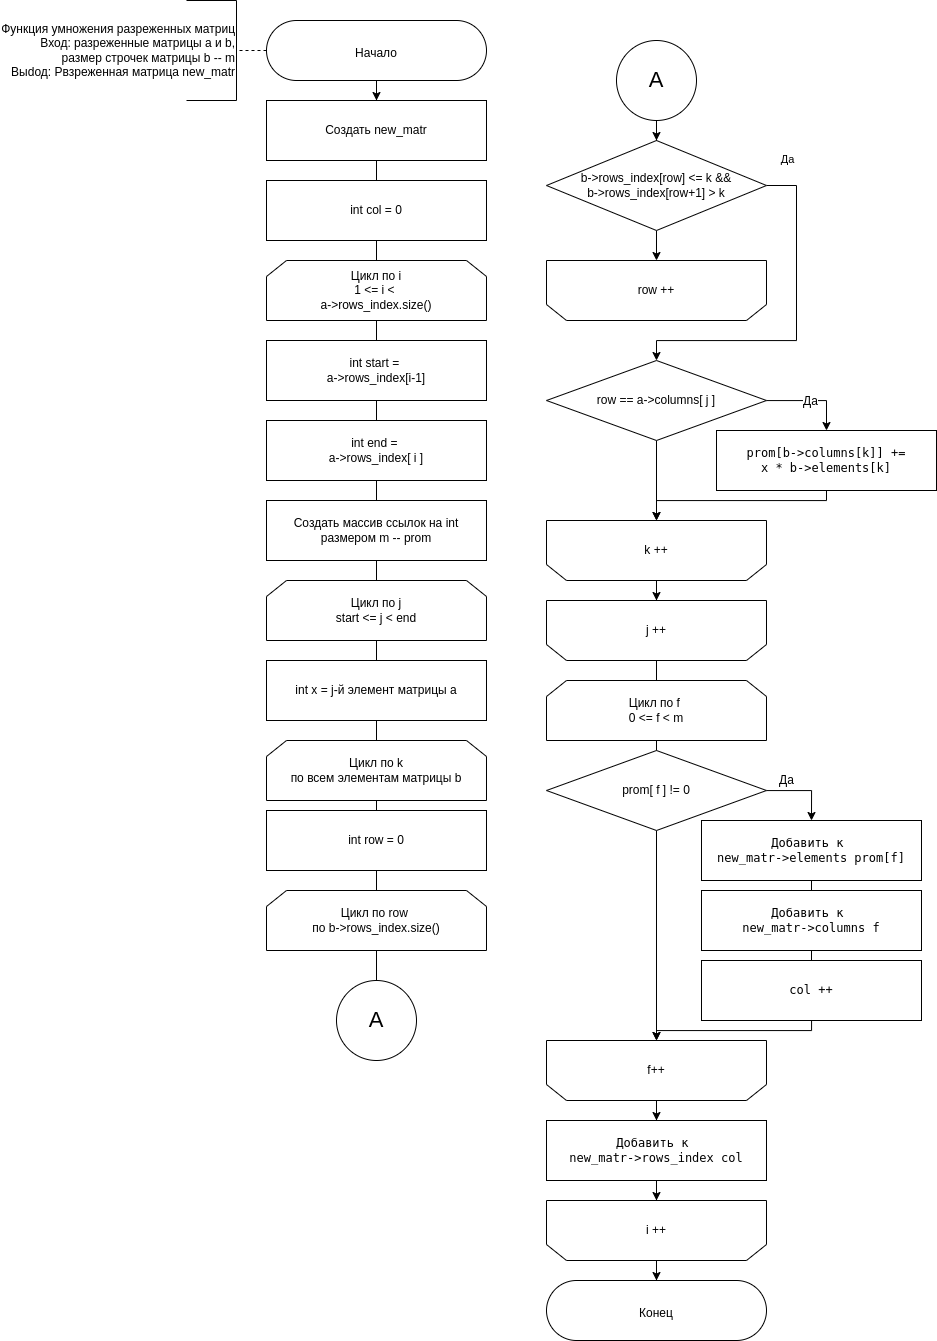 Функция умножения разреженных матриц
Вход: разреженные матрицы a и b,
размер строчек матрицы b -- m
Выdод: Рвзреженная матрица new_matr
Начало
Создать new_matr
int col = 0
Цикл по i
1 <= i <
a->rows_index.size()
int start =
a->rows_index[i-1]
int end =
a->rows_index[ i ]
Создать массив ссылок на int
размером m -- prom
Цикл по j
start <= j < end
int x = j-й элемент матрицы a
Цикл по k
по всем элементам матрицы b
int row = 0
Цикл по row
по b->rows_index.size()
A
A
Да
b->rows_index[row] <= k &&
b->rows_index[row+1] > k
row ++
row == a->columns[ j ]
Да
prom[b->columns[k]] +=
x * b->elements[k]
k ++
j ++
Цикл по f
0 <= f < m
prom[ f ] != 0
Да
Добавить к
new_matr->elements prom[f]
Добавить к
new_matr->columns f
col ++
f++
Добавить к
new_matr->rows_index col
i ++
Конец